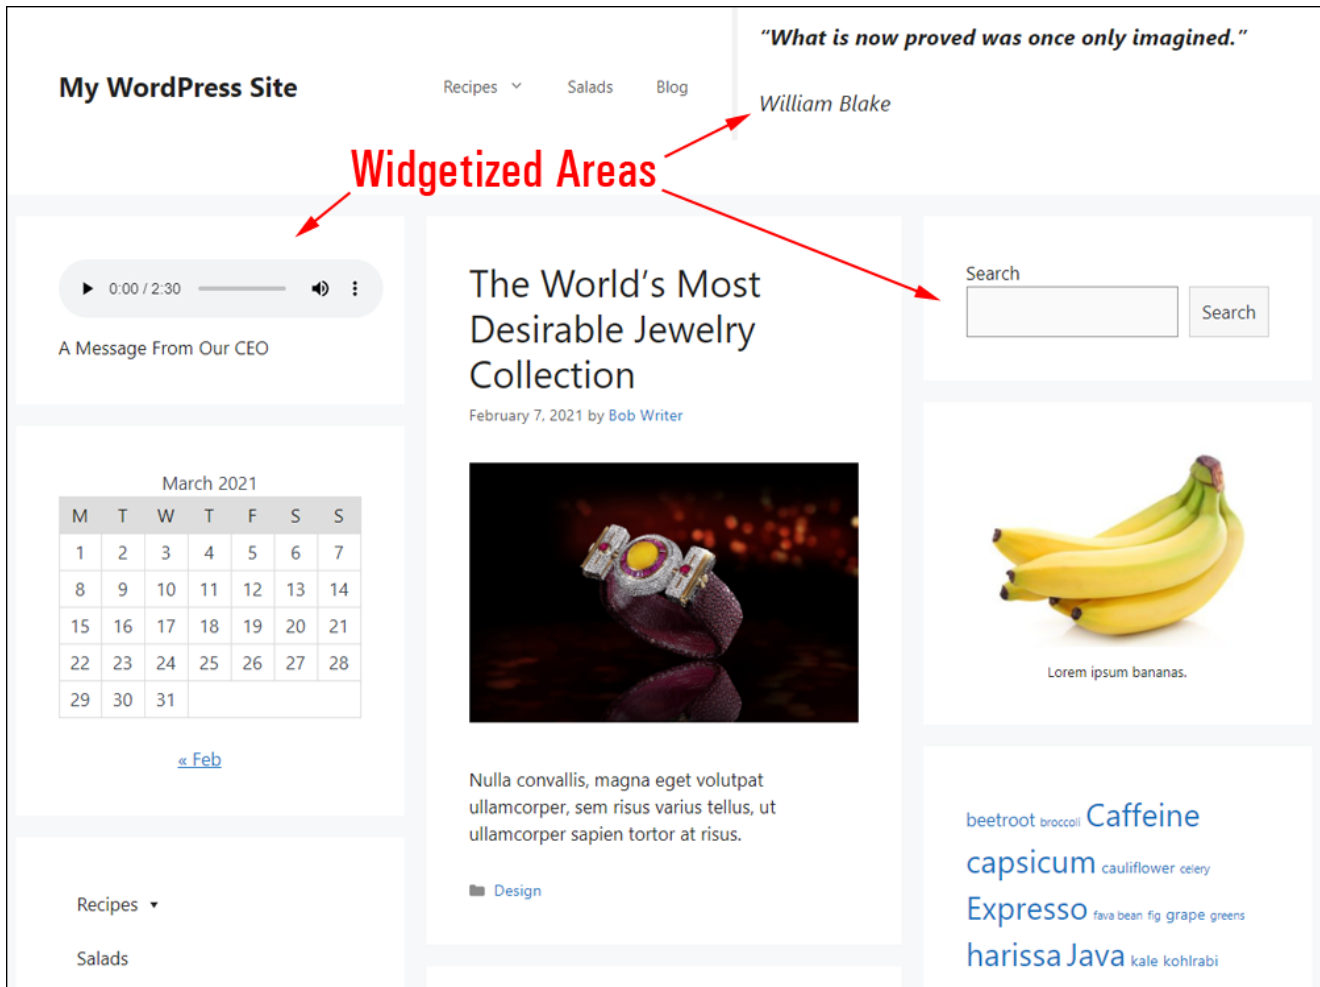 “What is now proved was once only imagined.”
My WordPress Site
Recipes
Salads
Blog
William Blake
Widgetized Areas
0:00 / 2:30
A Message From Our CEO
March 2021
M T W T F S S
1 2 3 4 5 6 7
8 9 10 11 12 13 14
15 16 17 18 19 20 21
22 23 24 25 26 27 28
29 30 31
« Feb
Recipes
Salads
The World’s Most
Desirable Jewelry
Collection
February 7, 2021 by Bob Writer
Nulla convallis, magna eget volutpat
ullamcorper, sem risus varius tellus, ut
ullamcorper sapien tortor at risus.
Design
Search
Search
Lorem ipsum bananas.
beetroot broccoli Caffeine
capsicum cauliflower celery
Expresso fava bean fig grape greens
harissa Java kale kohlrabi